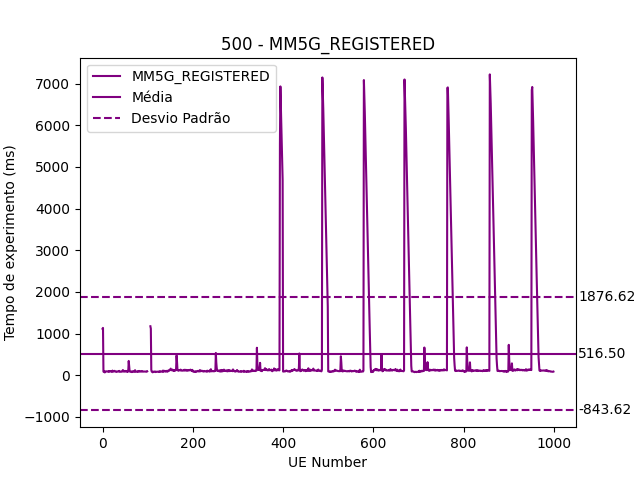 500 - MM5G_REGISTERED
MM5G_REGISTERED
Média
Desvio Padrão
Tempo de experimento (ms)
7000
6000
5000
4000
3000
2000
1000
0
−1000
1876.62
516.50
-843.62
0 200 400 600 800 1000
UE Number